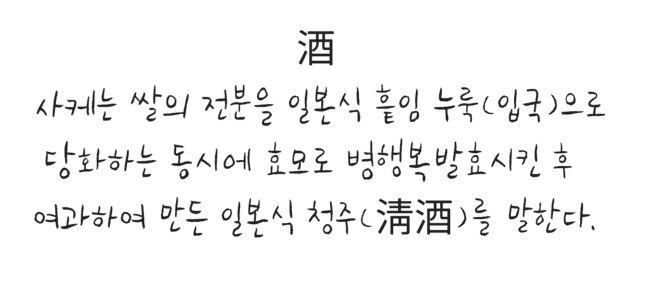 酒
사케는 쌀의 전분을 일본식 흩임 누룩(입국)으로
당화하는 동시에 효모로 병행복발효시킨 후
여과하여 만든 일본식 청주(淸酒)를 말한다.